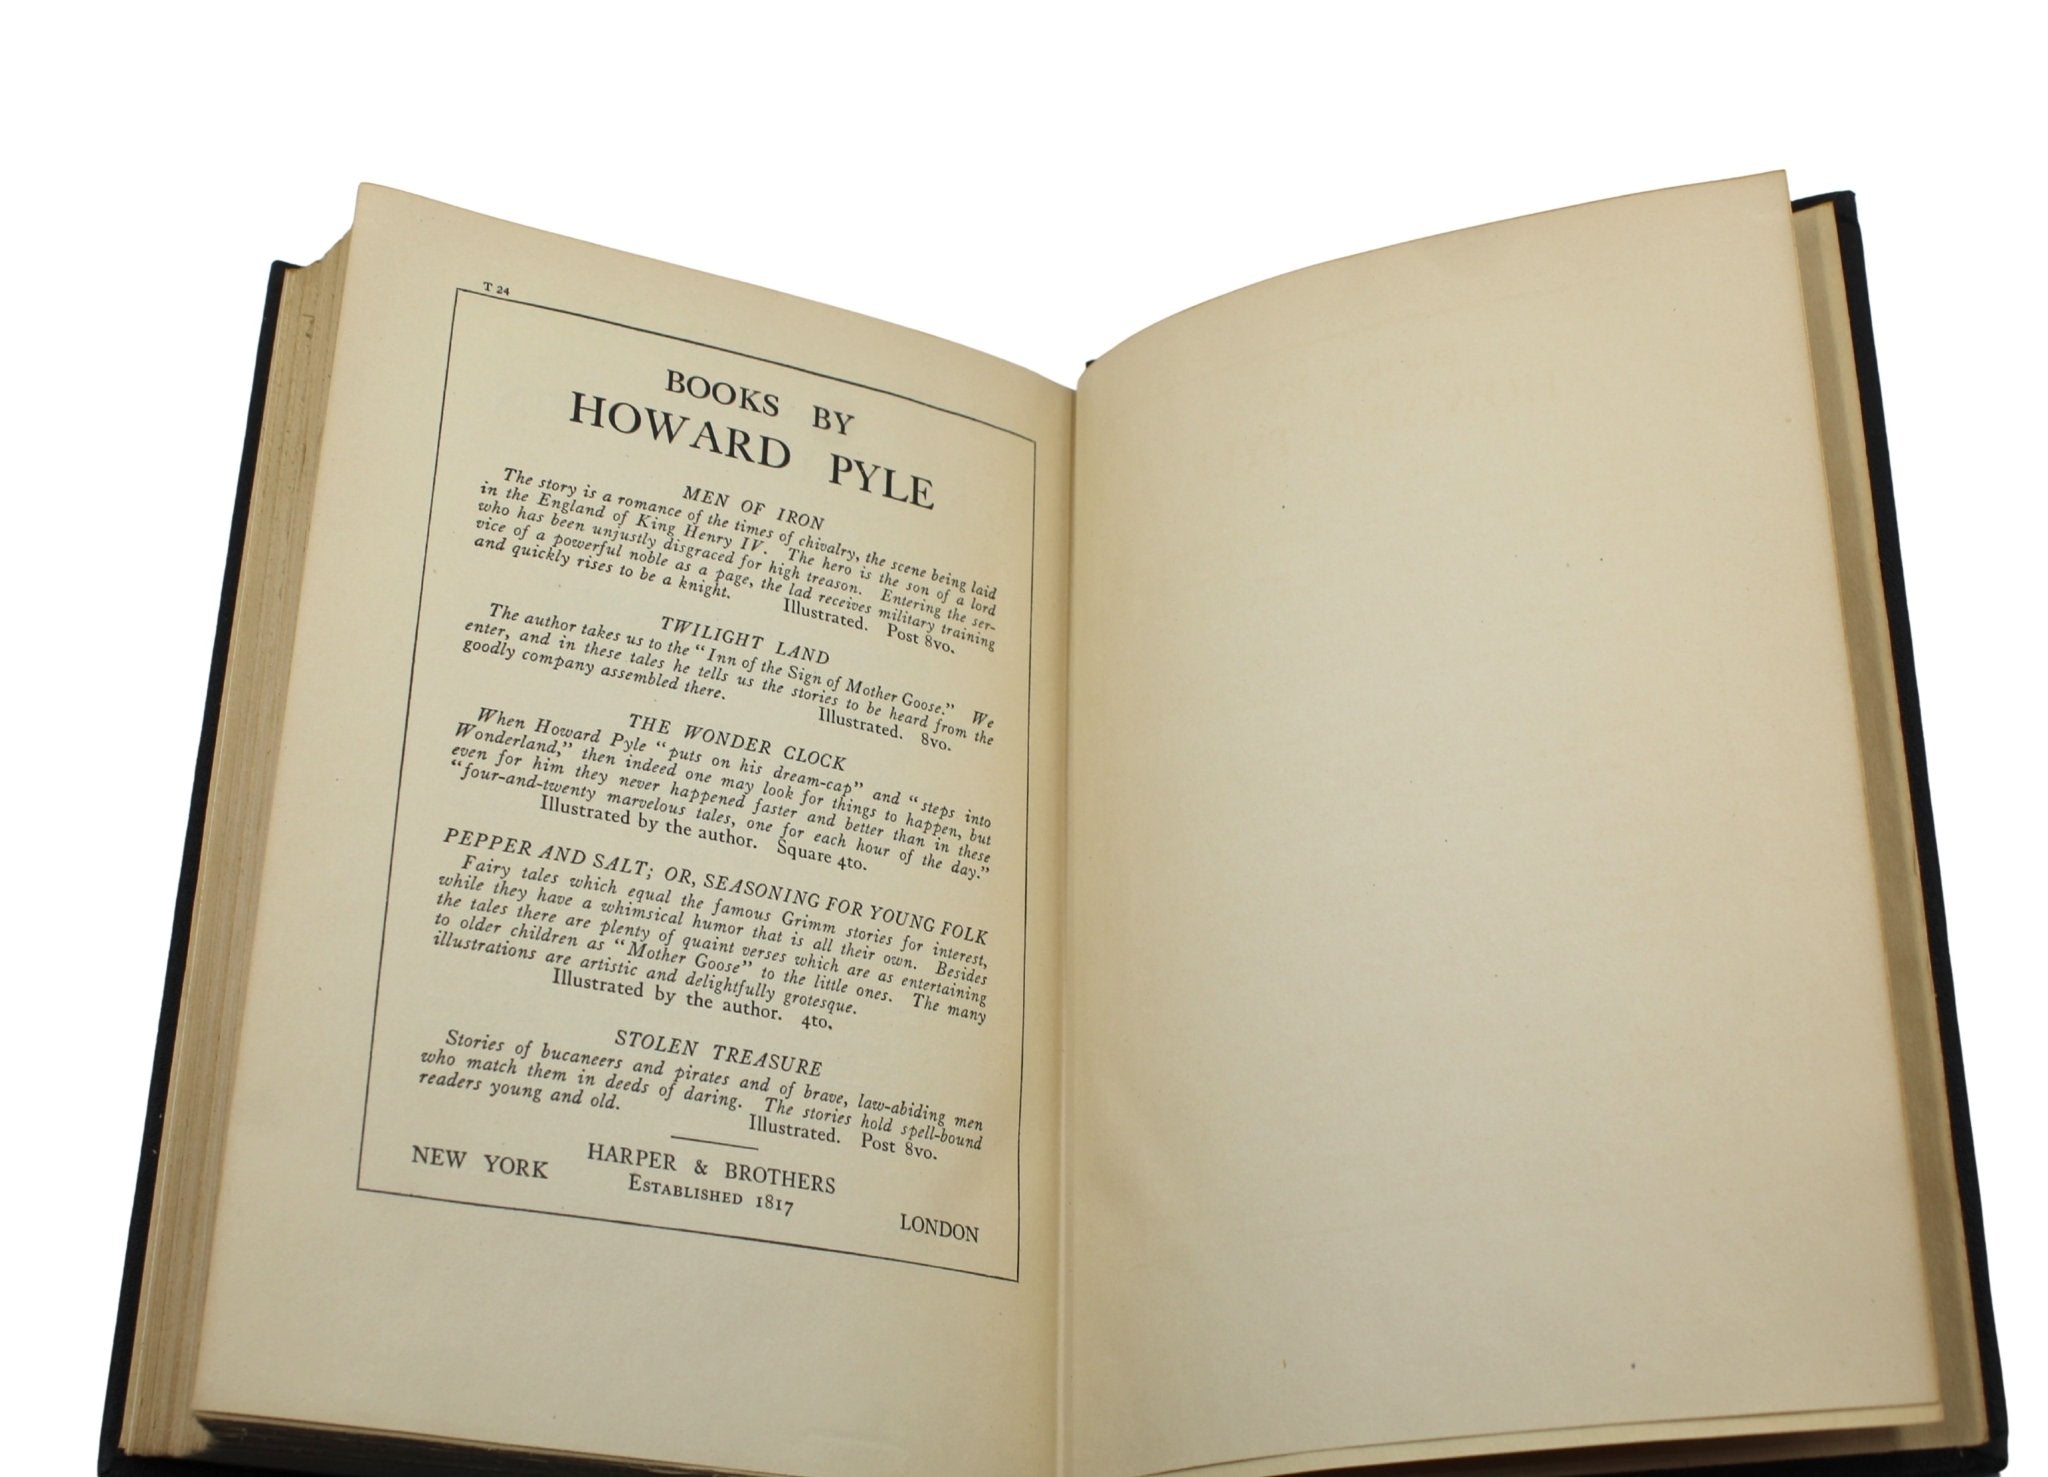 T 24
BOOKS BY
HOWARD PYLE
MEN OF IRON
The story is a romance of the times of chivalry, the scene being laid
in the England of King Henry IV. The hero is the son of a lord
who has been unjustly disgraced for high treason. Entering the ser-
vice of a powerful noble as a page, the lad receives military training
and quickly rises to be a knight. Illustrated. Post 8vo.
TWILIGHT LAND
The author takes us to the "Inn of the Sign of Mother Goose." We
enter, and in these tales he tells us the stories to be heard from the
goodly company assembled there. Illustrated. 8vo.
THE WONDER CLOCK
When Howard Pyle "puts on his dream-cap" and "steps into
Wonderland," then indeed one may look for things to happen, but
even for him they never happened faster and better than in these
"four-and-twenty marvelous tales, one for each hour of the day."
Illustrated by the author. Square 4to.
PEPPER AND SALT; OR, SEASONING FOR YOUNG FOLK
Fairy tales which equal the famous Grimm stories for interest,
while they have a whimsical humor that is all their own. Besides
the tales there are plenty of quaint verses which are as entertaining
to older children as "Mother Goose" to the little ones. The many
illustrations are artistic and delightfully grotesque.
Illustrated by the author. 4to.
STOLEN TREASURE
Stories of bucaneers and pirates and of brave, law-abiding men
who match them in deeds of daring. The stories hold spell-bound
readers young and old. Illustrated. Post 8vo.
HARPER & BROTHERS
NEW YORK ESTABLISHED 1817 LONDON